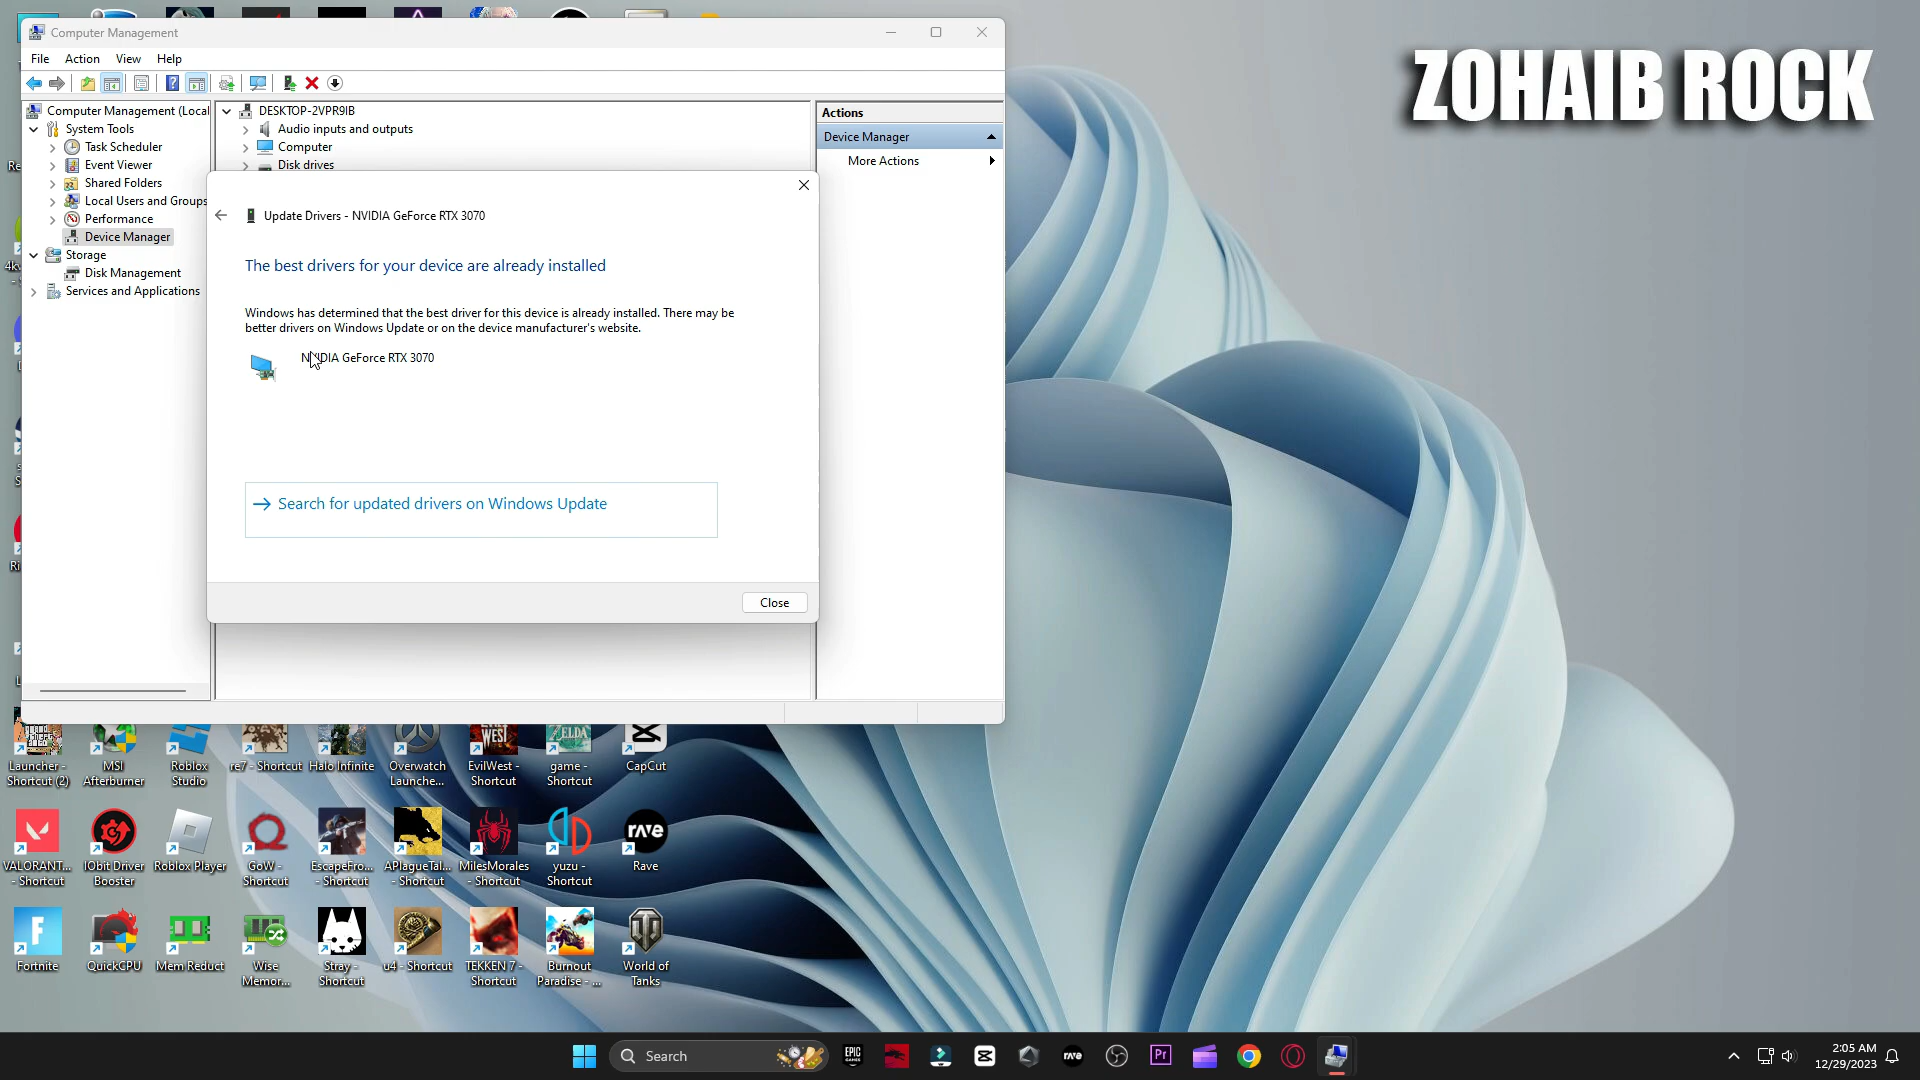 Computer Management
ZOHAIB ROCK
File Action View Help
Computer Management (Local
System Tools
Task Scheduler
Event Viewer
Shared Folders
Local Users and Groups
Performance
Device Manager
Storage
Disk Management
Services and Applications
DESKTOP-2VPR9IB
Audio inputs and outputs
Computer
Disk drives
Actions
Device Manager
More Actions
Update Drivers - NVIDIA GeForce RTX 3070
The best drivers for your device are already installed
Windows has determined that the best driver for this device is already installed. There may be
better drivers on Windows Update or on the device manufacturer's website.
NVIDIA GeForce RTX 3070
Search for updated drivers on Windows Update
Close
Launcher -
Shortcut (2)
MSI
Afterburner
Roblox
Studio
re7 - Shortcut
Halo Infinite
Overwatch
Launche...
EVIL
WEST
EvilWest -
Shortcut
ZELDA
game -
Shortcut
CapCut
VALORANT...
- Shortcut
IObit Driver
Booster
Roblox Player
GoW -
Shortcut
EscapeFro...
- Shortcut
APlagueTal...
- Shortcut
MilesMorales
- Shortcut
yuzu -
Shortcut
rave
Rave
Fortnite
QuickCPU
Mem Reduct
Wise
Memor...
Stray -
Shortcut
u4 - Shortcut
TEKKEN 7 -
Shortcut
Burnout
Paradise - ...
World of
Tanks
Search
EPIC
GAMES
rave
Pr
2:05 AM
12/29/2023